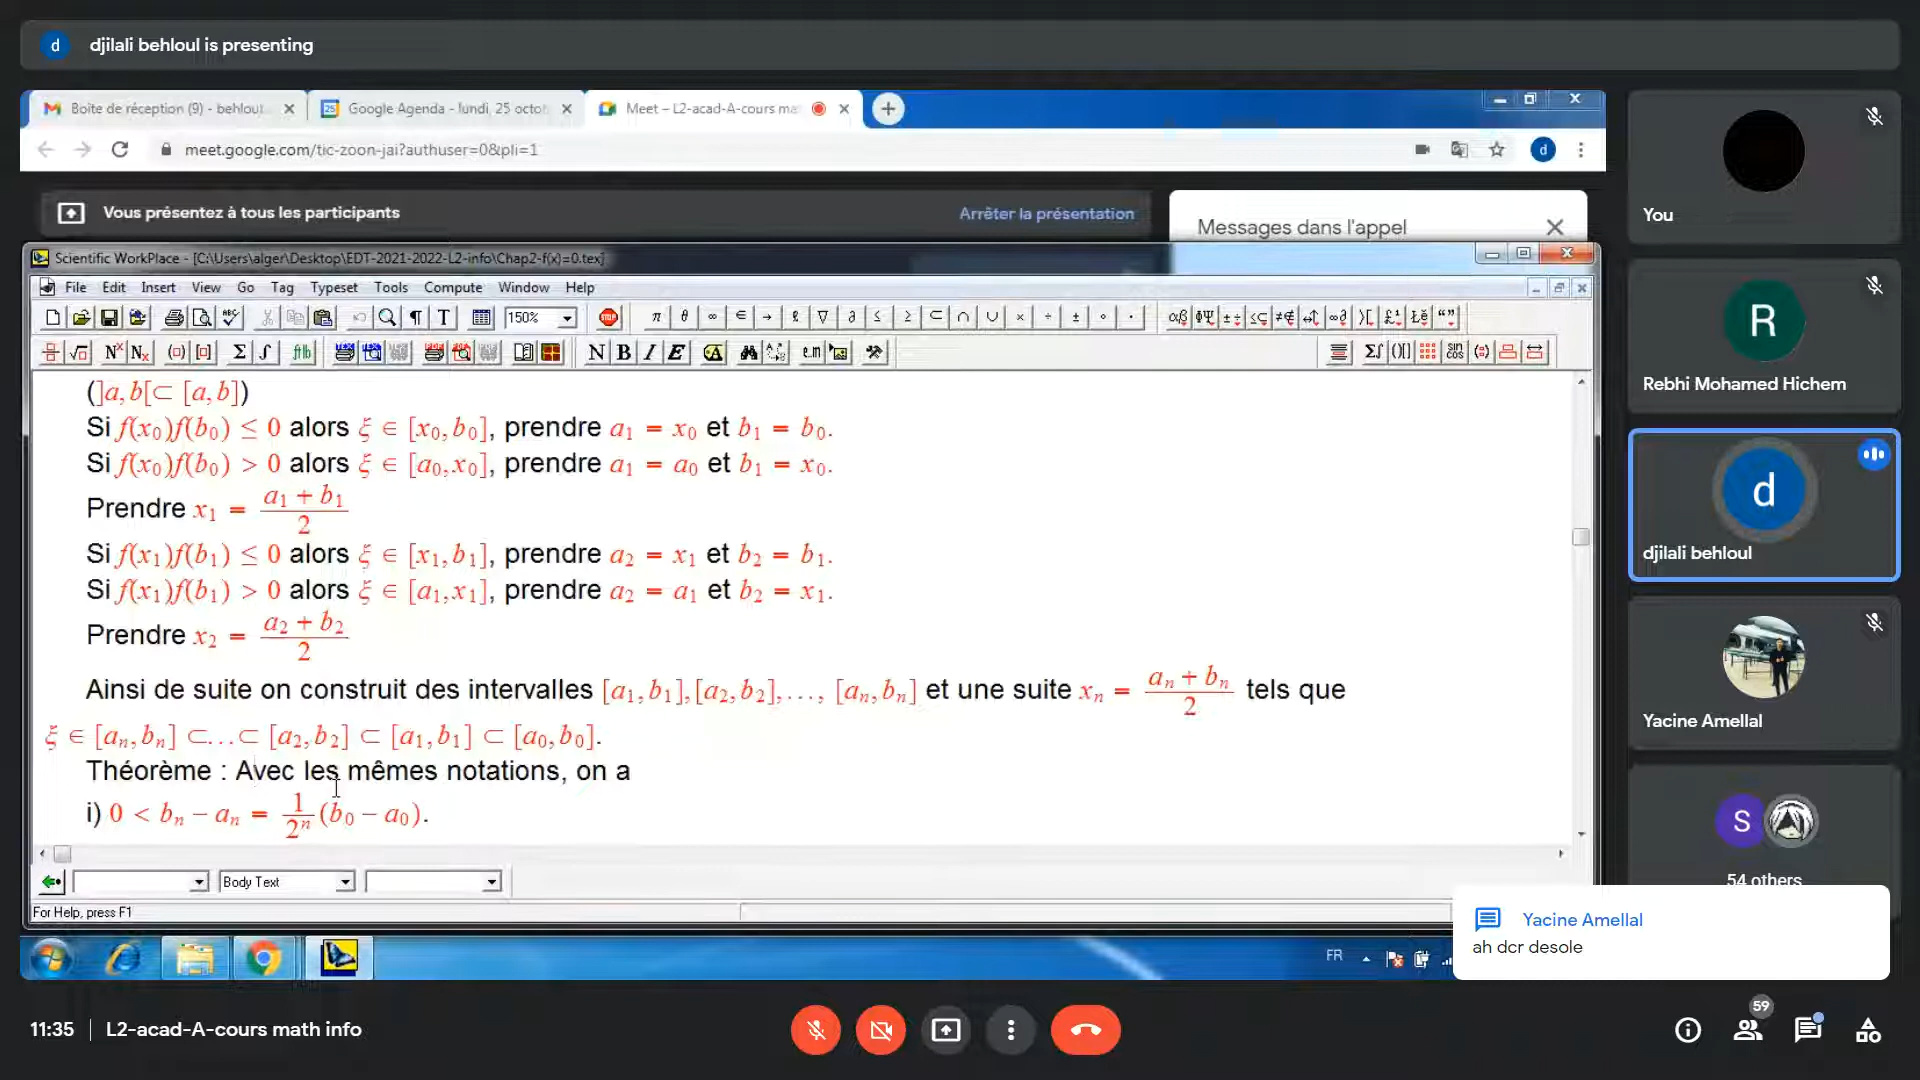 d djilali behloul is presenting
Boîte de réception (9) - behlout
Google Agenda - lundi, 25 octob
Meet – L2-acad-A-cours ma
meet.google.com/tic-zoon-jai?authuser=0&pli=1
d
Vous présentez à tous les participants
Arrêter la présentation
Messages dans l'appel
Scientific WorkPlace - [C:\Users\alger\Desktop\EDT-2021-2022-L2-info\Chap2-f(x)=0.tex]
File Edit Insert View Go Tag Typeset Tools Compute Window Help
150%
(]a,b[⊂ [a,b])
Si f(x₀)f(b₀) ≤ 0 alors ξ ∈ [x₀,b₀], prendre a₁ = x₀ et b₁ = b₀.
Si f(x₀)f(b₀) > 0 alors ξ ∈ [a₀,x₀], prendre a₁ = a₀ et b₁ = x₀.
Prendre x₁ = (a₁ + b₁)/2
Si f(x₁)f(b₁) ≤ 0 alors ξ ∈ [x₁,b₁], prendre a₂ = x₁ et b₂ = b₁.
Si f(x₁)f(b₁) > 0 alors ξ ∈ [a₁,x₁], prendre a₂ = a₁ et b₂ = x₁.
Prendre x₂ = (a₂ + b₂)/2
Ainsi de suite on construit des intervalles [a₁,b₁],[a₂,b₂],…, [aₙ,bₙ] et une suite xₙ = (aₙ + bₙ)/2 tels que
ξ ∈ [aₙ,bₙ] ⊂…⊂ [a₂,b₂] ⊂ [a₁,b₁] ⊂ [a₀,b₀].
Théorème : Avec les mêmes notations, on a
i) 0 < bₙ − aₙ = 1/2ⁿ (b₀ − a₀).
Body Text
For Help, press F1
FR
You
R
Rebhi Mohamed Hichem
d
djilali behloul
Yacine Amellal
S
54 others
Yacine Amellal
ah dcr desole
11:35 | L2-acad-A-cours math info
59